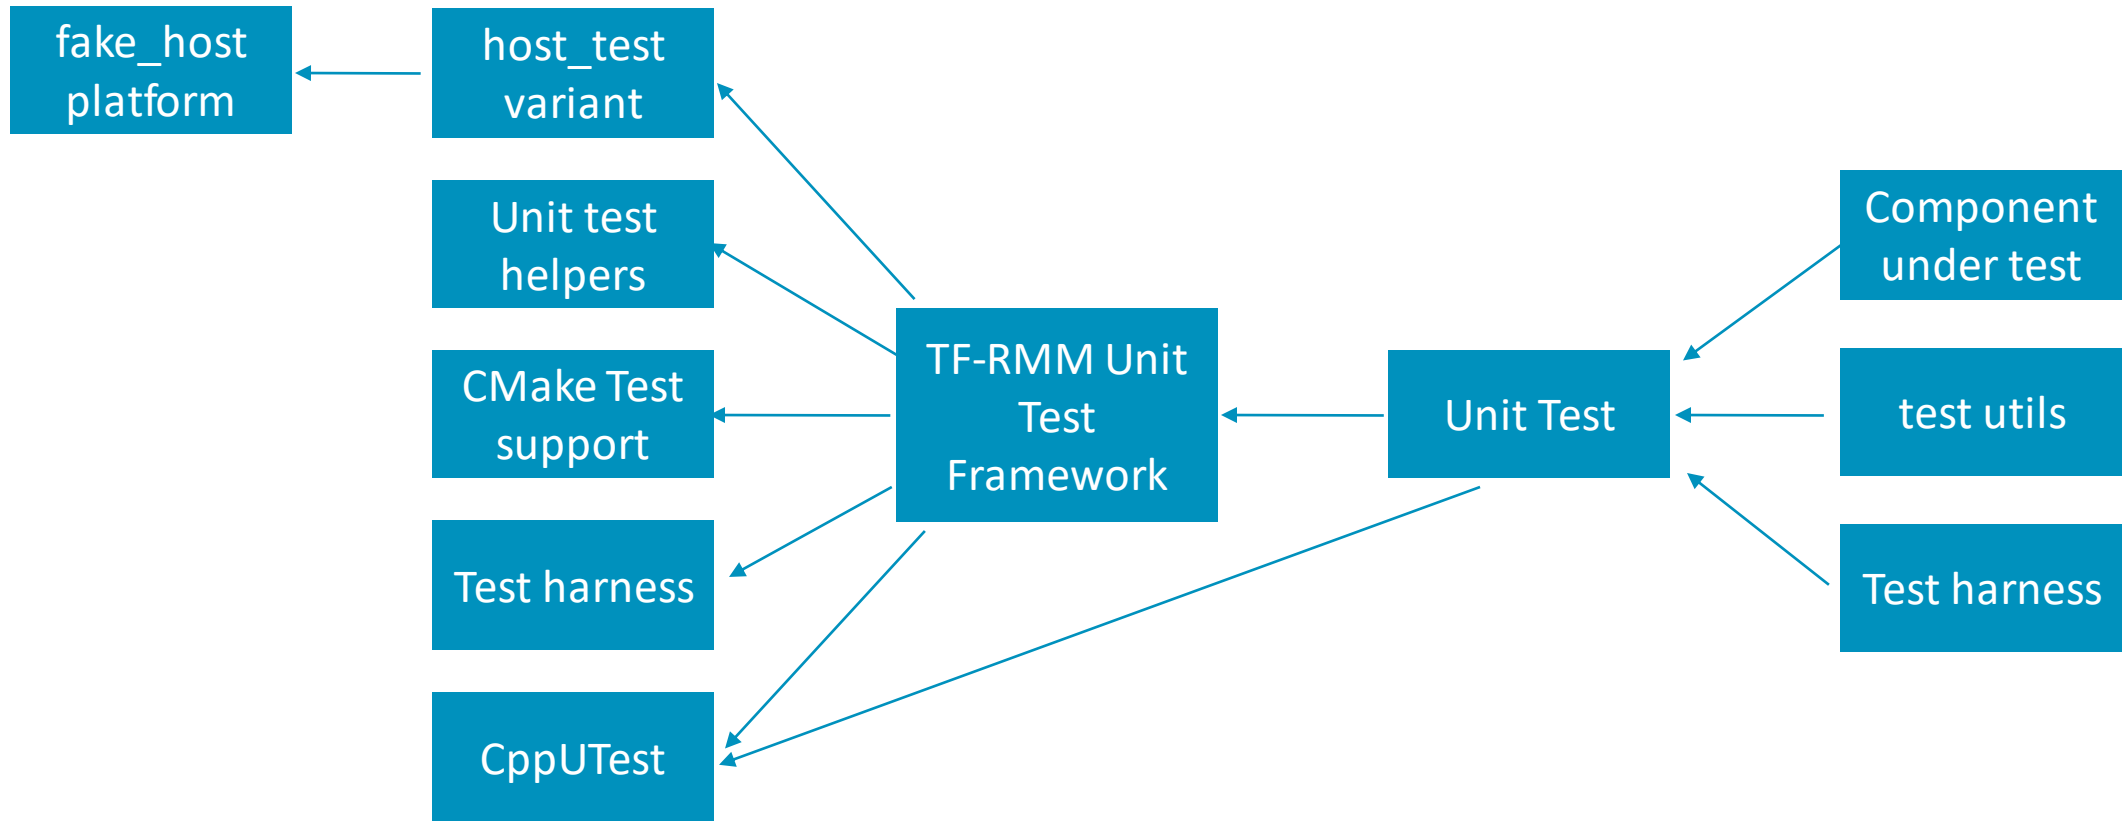 fake_host
platform
host_test
variant
Unit test
helpers
CMake Test
support
Test harness
CppUTest
TF-RMM Unit
Test
Framework
Unit Test
Component
under test
test utils
Test harness